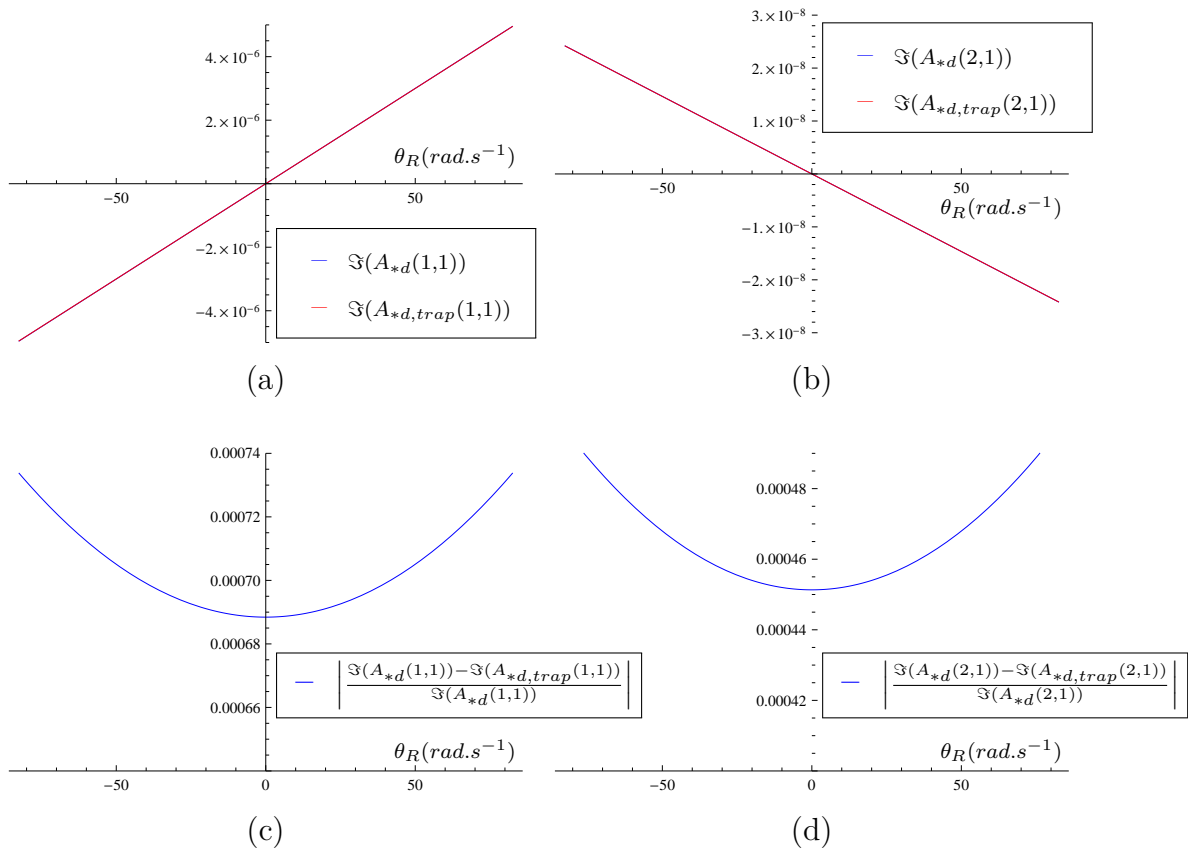 4.×10⁻⁶
2.×10⁻⁶
−2.×10⁻⁶
−4.×10⁻⁶
−50
50
θ_R(rad.s⁻¹)
ℑ(A_{*d}(1,1))
ℑ(A_{*d,trap}(1,1))
(a)
3.×10⁻⁸
2.×10⁻⁸
1.×10⁻⁸
−1.×10⁻⁸
−2.×10⁻⁸
−3.×10⁻⁸
−50
50
θ_R(rad.s⁻¹)
ℑ(A_{*d}(2,1))
ℑ(A_{*d,trap}(2,1))
(b)
0.00074
0.00072
0.00070
0.00068
0.00066
−50
0
50
θ_R(rad.s⁻¹)
|ℑ(A_{*d}(1,1))−ℑ(A_{*d,trap}(1,1))
ℑ(A_{*d}(1,1))|
(c)
0.00048
0.00046
0.00044
0.00042
−50
0
50
θ_R(rad.s⁻¹)
|ℑ(A_{*d}(2,1))−ℑ(A_{*d,trap}(2,1))
ℑ(A_{*d}(2,1))|
(d)